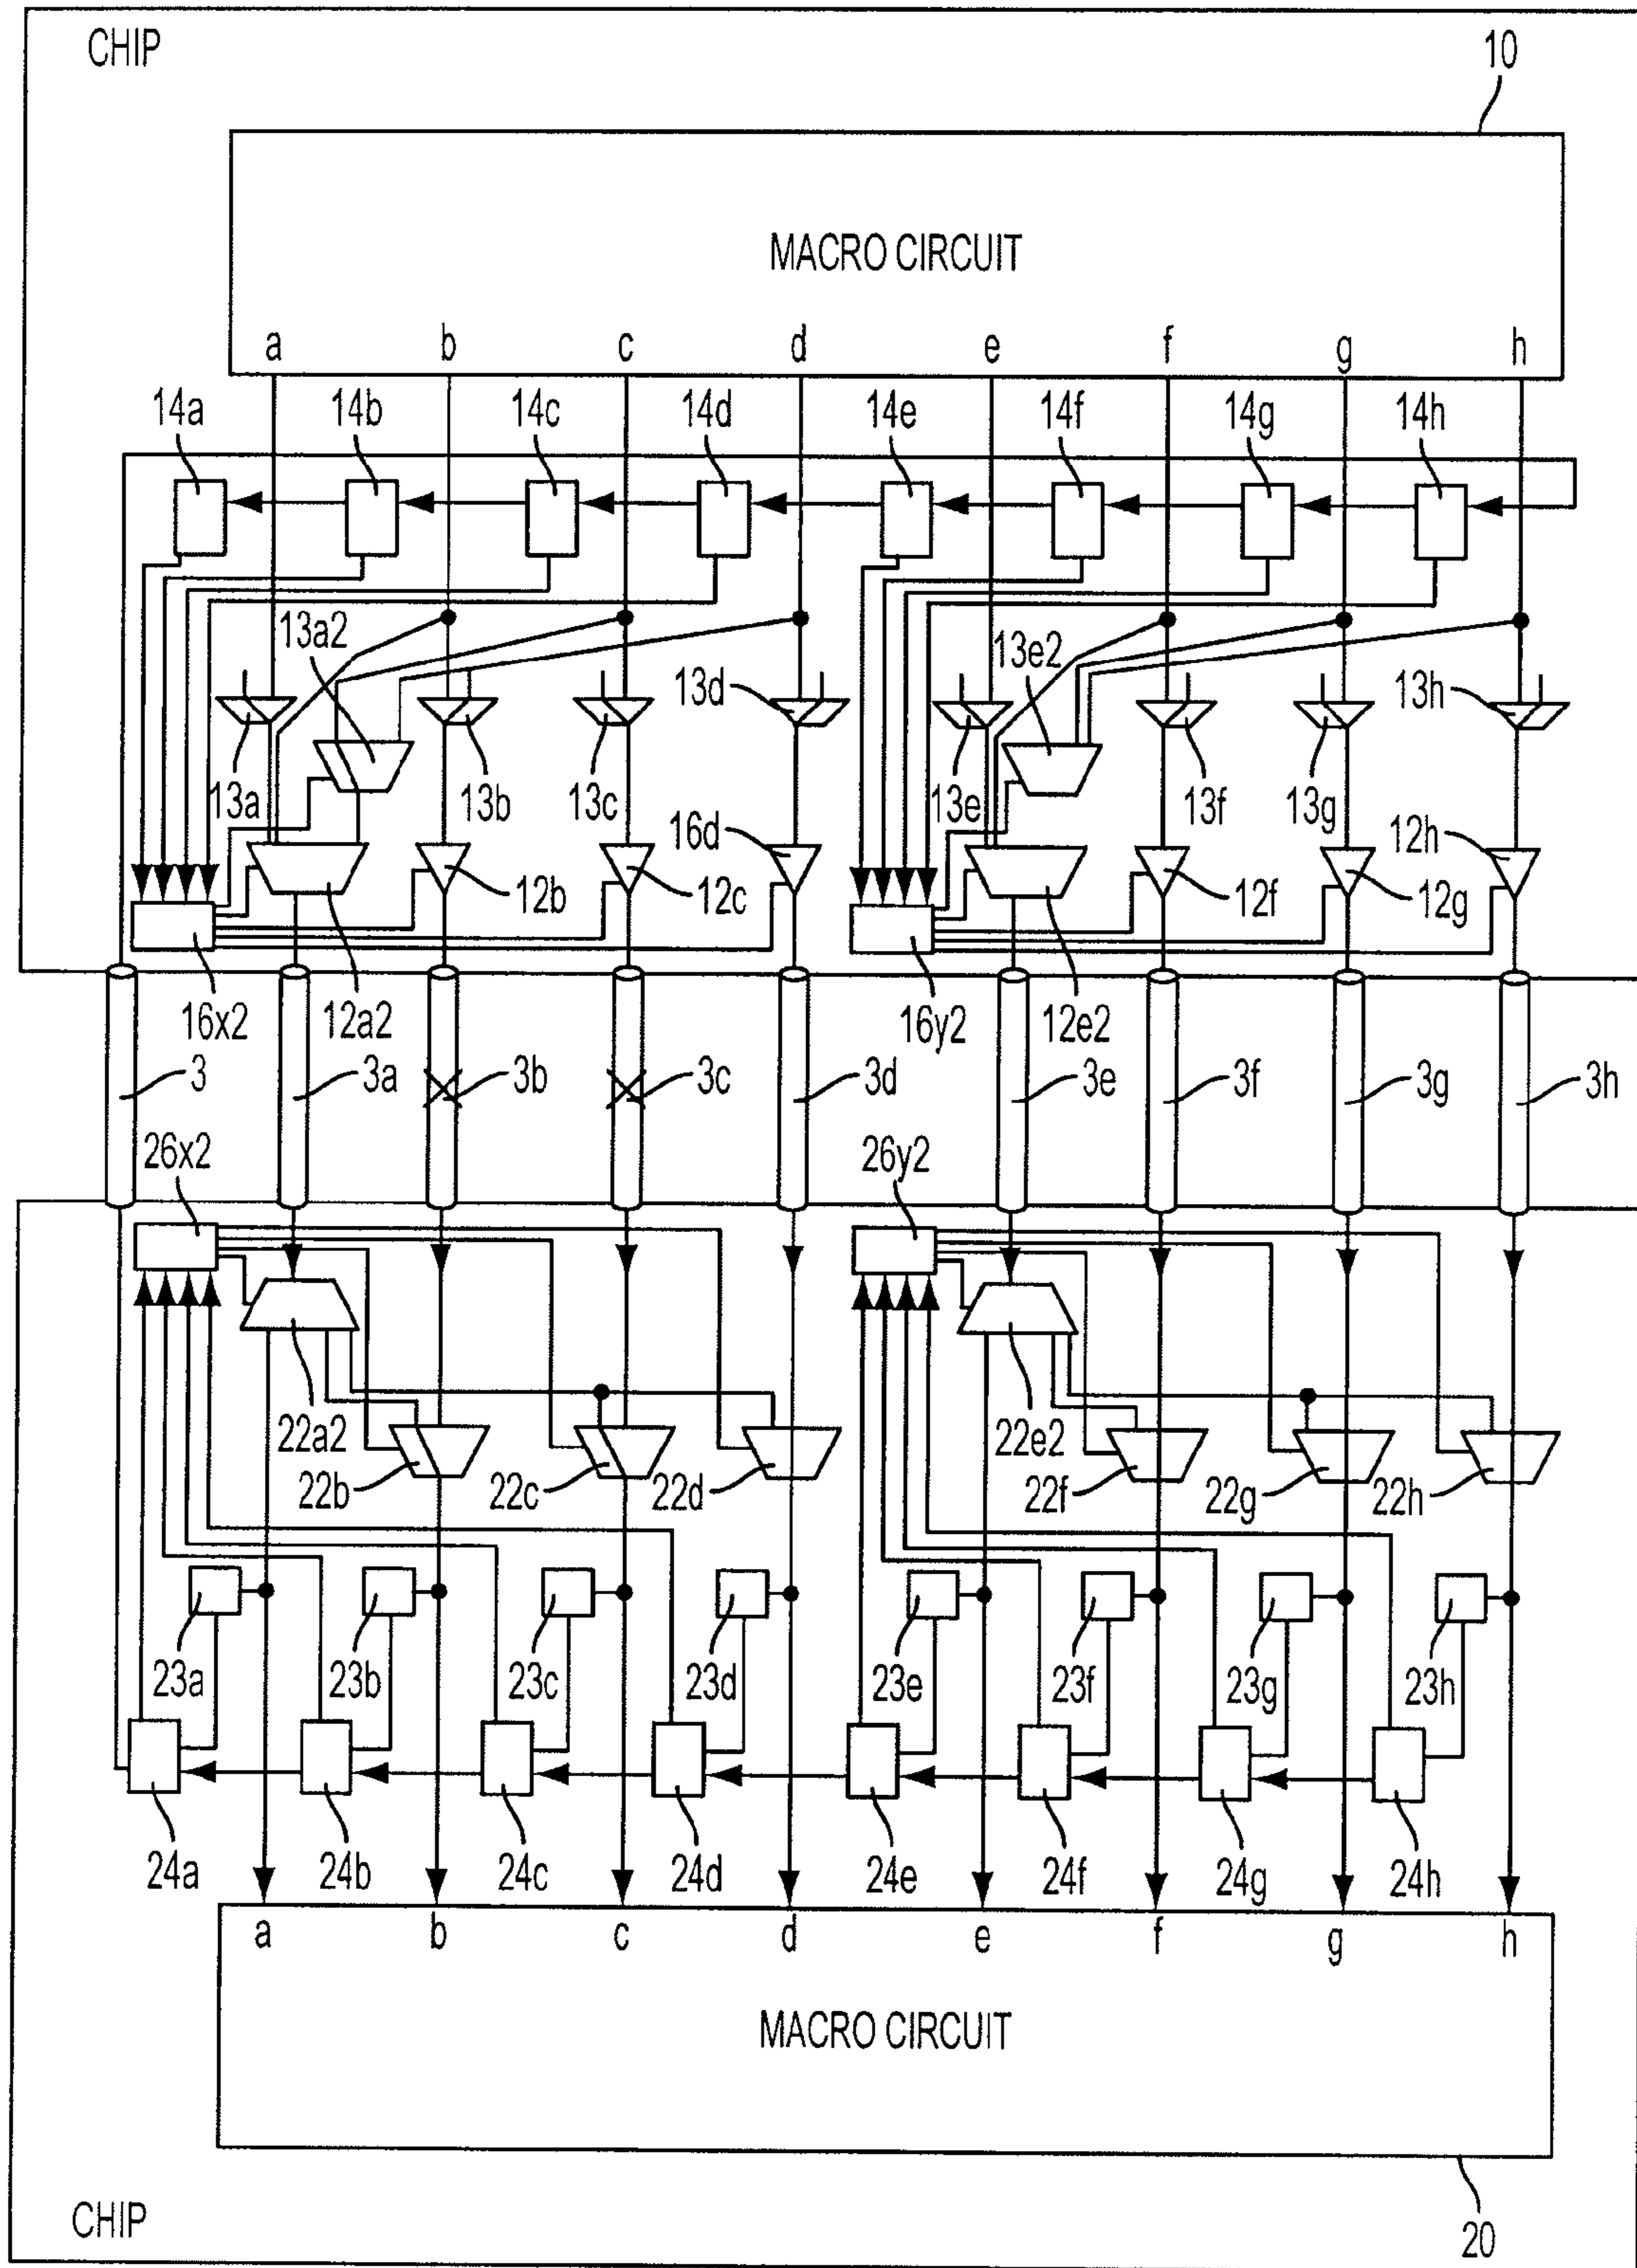 CHIP
10
MACRO CIRCUIT
a b c d e f g h
14a 14b 14c 14d 14e 14f 14g 14h
13a2 13e2
13d 13h
13a 13b 13c 13e 13f 13g
16d 12h
12b 12c 12f 12g
16x2 12a2 16y2 12e2
3 3a 3b 3c 3d 3e 3f 3g 3h
26x2 26y2
22a2 22e2
22b 22c 22d 22f 22g 22h
23a 23b 23c 23d 23e 23f 23g 23h
24a 24b 24c 24d 24e 24f 24g 24h
a b c d e f g h
MACRO CIRCUIT
CHIP
20